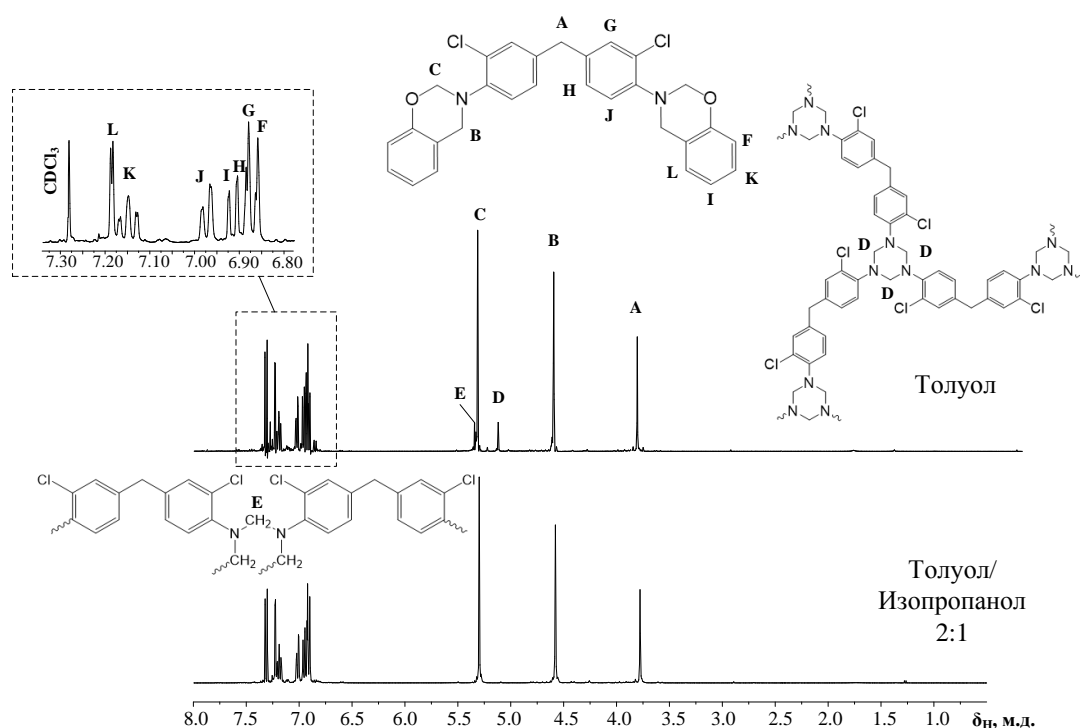 A
G
Cl
Cl
C
O
N
H
J
N
O
B
F
L
K
I
CDCl3
L
K
J
I
H
G
F
7.30
7.20
7.10
7.00
6.90
6.80
N
N
N
Cl
Cl
N
D
D
N
N
D
Cl
Cl
Cl
N
N
N
Cl
N
N
N
Толуол
C
B
A
E
D
Cl
Cl
E
Cl
Cl
N
CH2
N
CH2
CH2
Толуол/
Изопропанол
2:1
8.0 7.5 7.0 6.5 6.0 5.5 5.0 4.5 4.0 3.5 3.0 2.5 2.0 1.5 1.0 δH, м.д.